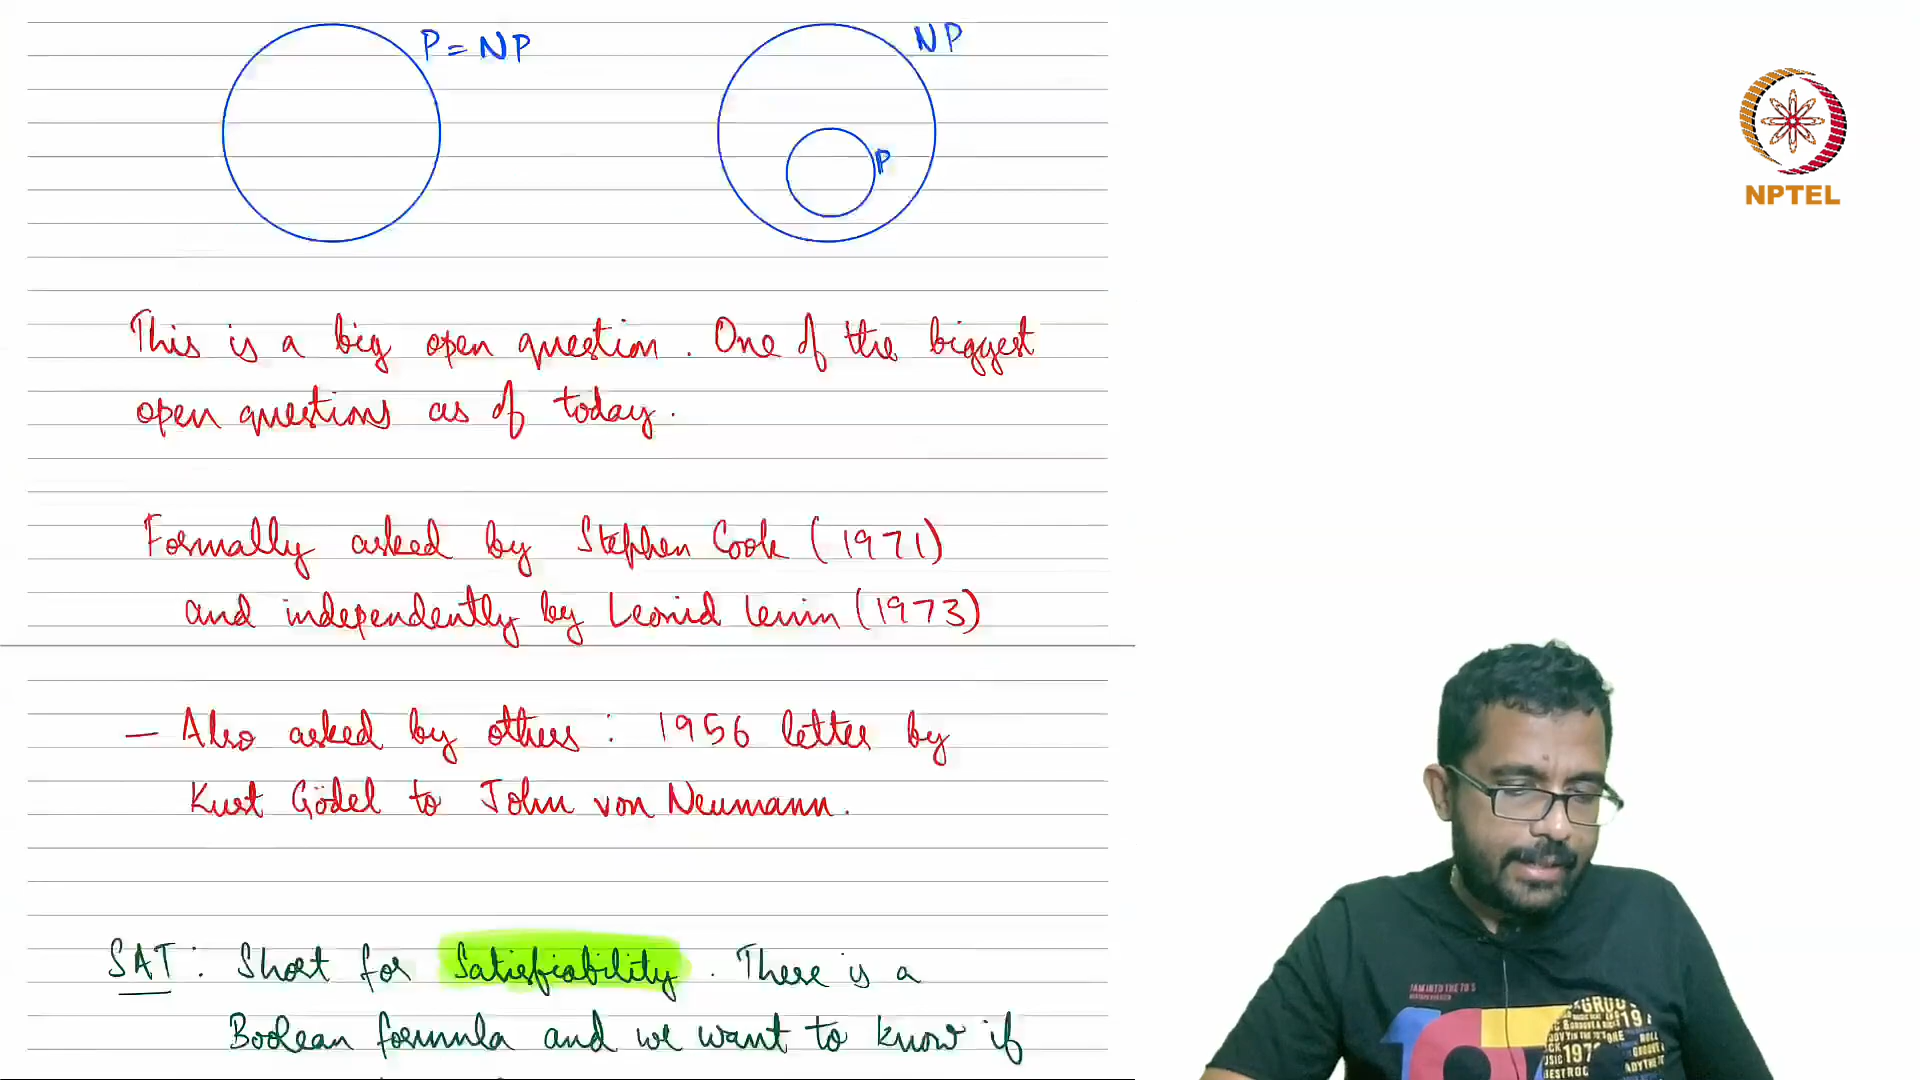 P = NP
NP
P
NPTEL
This is a big open question. One of the biggest
open questions as of today.
Formally asked by Stephen Cook (1971)
and independently by Leonid Levin (1973)
— Also asked by others : 1956 letter by
Kurt Gödel to John von Neumann.
SAT : Short for Satisfiability. There is a
Boolean formula and we want to know if